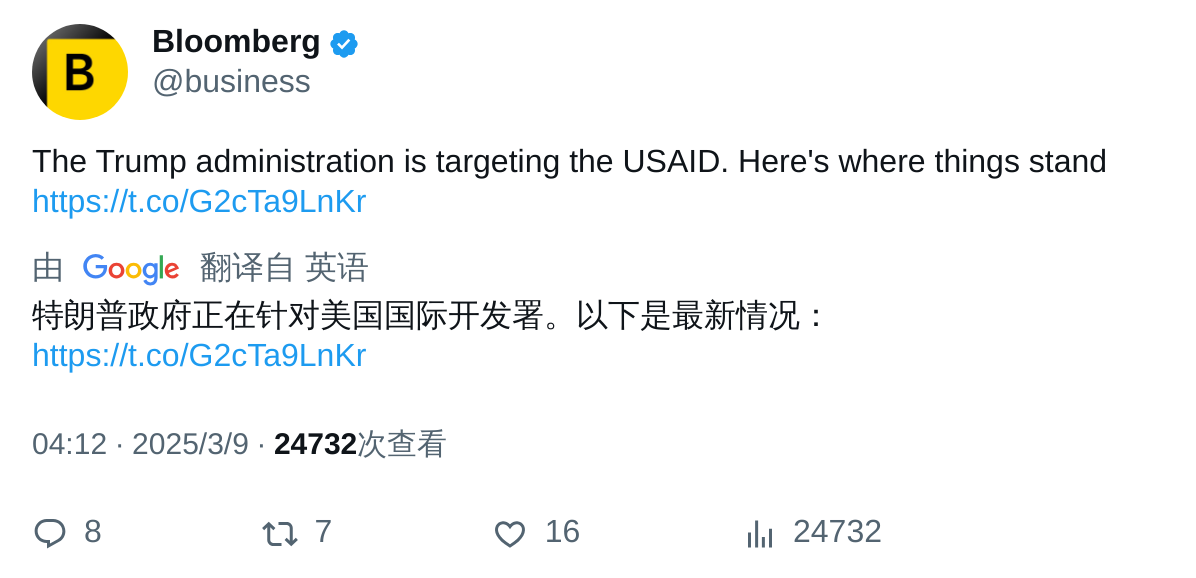 B
Bloomberg
@business
The Trump administration is targeting the USAID. Here's where things stand
https://t.co/G2cTa9LnKr
由 Google 翻译自 英语
特朗普政府正在针对美国国际开发署。以下是最新情况：
https://t.co/G2cTa9LnKr
04:12 · 2025/3/9 · 24732次查看
8 7 16 24732